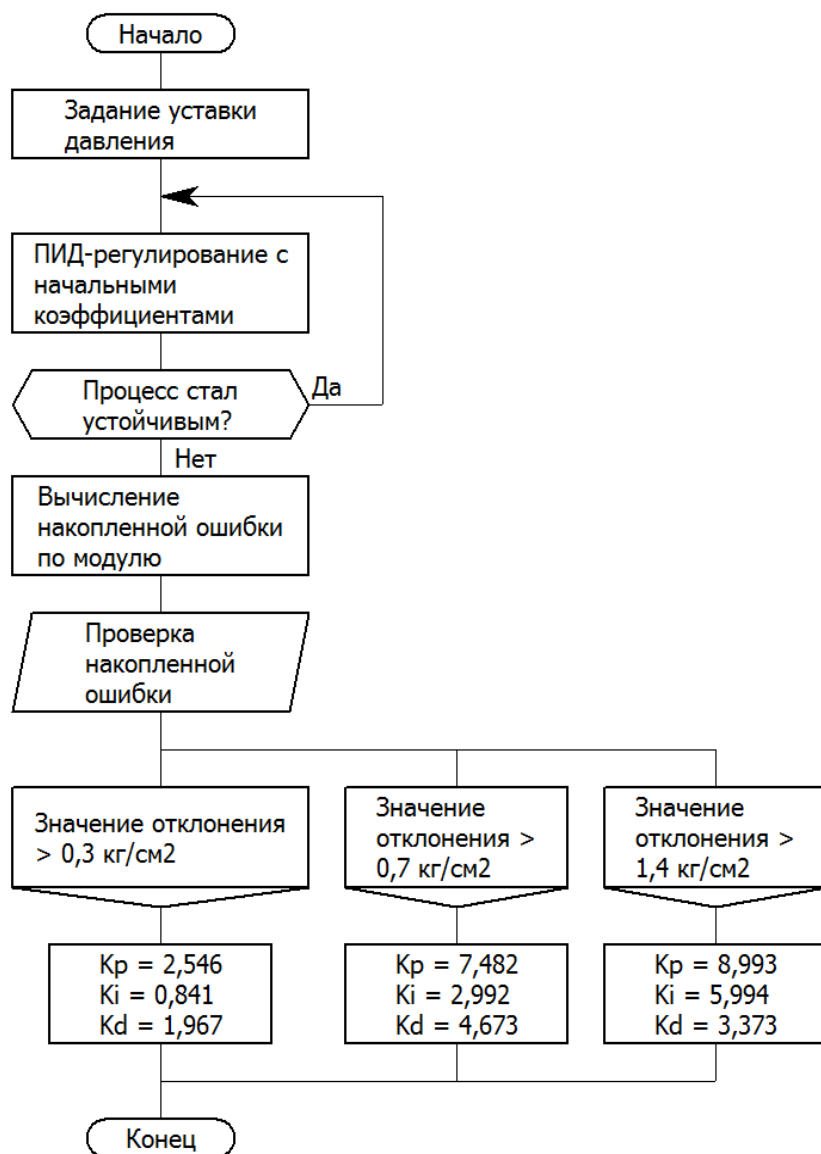 Начало
Задание уставки
давления
ПИД-регулирование с
начальными
коэффициентами
Процесс стал
устойчивым?
Да
Нет
Вычисление
накопленной ошибки
по модулю
Проверка
накопленной
ошибки
Значение отклонения
> 0,3 кг/см2
Значение
отклонения >
0,7 кг/см2
Значение
отклонения >
1,4 кг/см2
Kp = 2,546
Ki = 0,841
Kd = 1,967
Kp = 7,482
Ki = 2,992
Kd = 4,673
Kp = 8,993
Ki = 5,994
Kd = 3,373
Конец